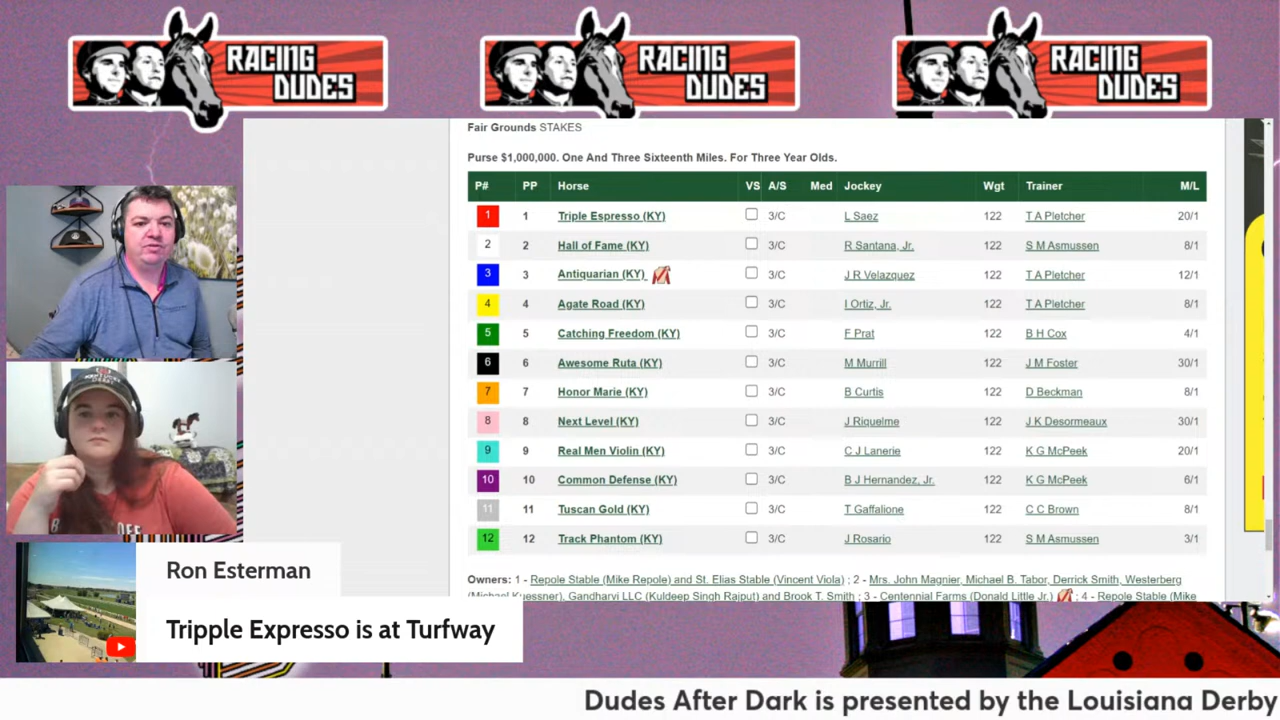 RACING
DUDES
RACING
DUDES
RACING
DUDES
Fair Grounds STAKES
Purse $1,000,000. One And Three Sixteenth Miles. For Three Year Olds.
P# PP Horse VS A/S Med Jockey Wgt Trainer M/L
1 1 Triple Espresso (KY) 3/C L Saez 122 T A Pletcher 20/1
2 2 Hall of Fame (KY) 3/C R Santana, Jr. 122 S M Asmussen 8/1
3 3 Antiquarian (KY) 3/C J R Velazquez 122 T A Pletcher 12/1
4 4 Agate Road (KY) 3/C I Ortiz, Jr. 122 T A Pletcher 8/1
5 5 Catching Freedom (KY) 3/C F Prat 122 B H Cox 4/1
6 6 Awesome Ruta (KY) 3/C M Murrill 122 J M Foster 30/1
7 7 Honor Marie (KY) 3/C B Curtis 122 D Beckman 8/1
8 8 Next Level (KY) 3/C J Riquelme 122 J K Desormeaux 30/1
9 9 Real Men Violin (KY) 3/C C J Lanerie 122 K G McPeek 20/1
10 10 Common Defense (KY) 3/C B J Hernandez, Jr. 122 K G McPeek 6/1
11 11 Tuscan Gold (KY) 3/C T Gaffalione 122 C C Brown 8/1
12 12 Track Phantom (KY) 3/C J Rosario 122 S M Asmussen 3/1
Owners: 1 - Repole Stable (Mike Repole) and St. Elias Stable (Vincent Viola) ; 2 - Mrs. John Magnier, Michael B. Tabor, Derrick Smith, Westerberg
(Michael Kuessner), Gandharvi LLC (Kuldeep Singh Rajput) and Brook T. Smith ; 3 - Centennial Farms (Donald Little Jr.) ; 4 - Repole Stable (Mike
Ron Esterman
Tripple Expresso is at Turfway
Dudes After Dark is presented by the Louisiana Derby